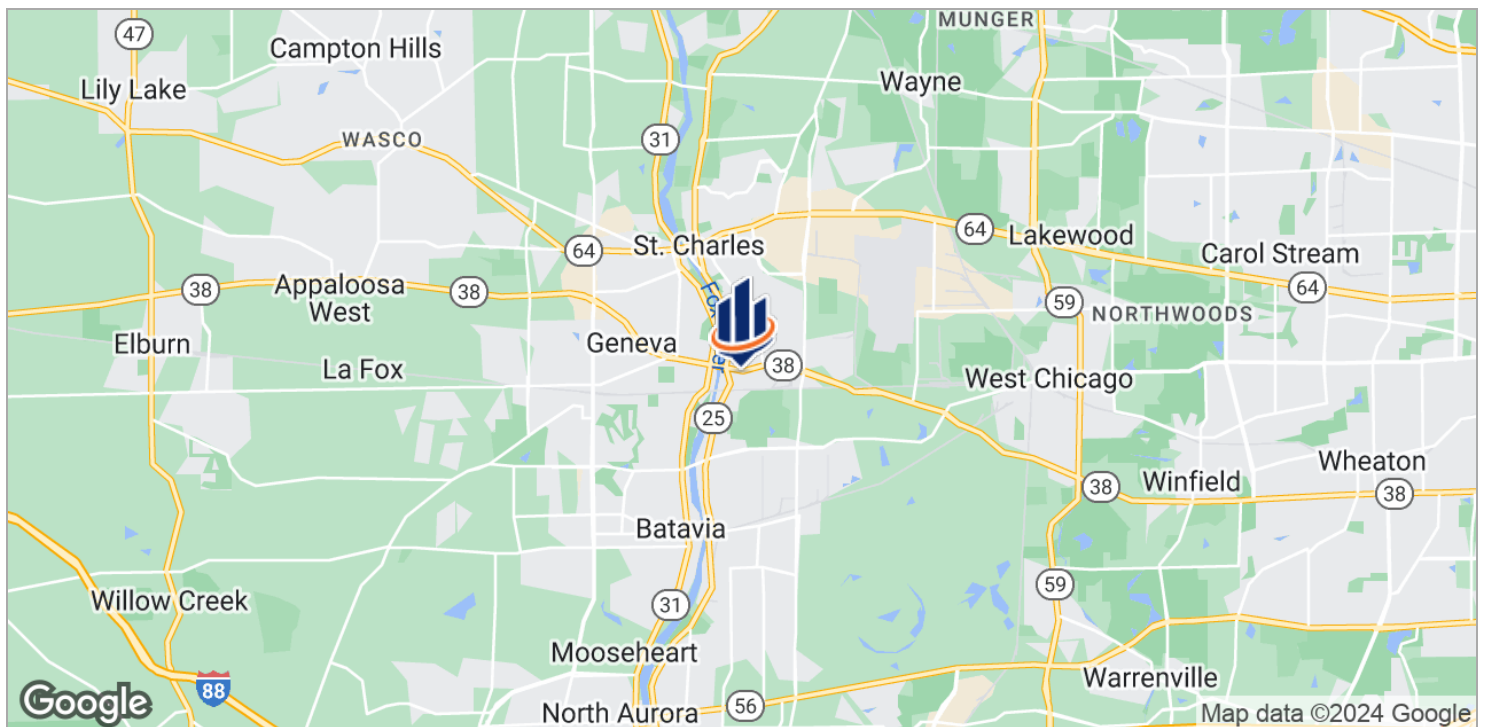 MUNGER
47
Campton Hills
Wayne
Lily Lake
WASCO
31
64
Lakewood
St. Charles
64
Carol Stream
38
Appaloosa
West
38
64
59
NORTHWOODS
Elburn
Geneva
La Fox
38
West Chicago
25
Wheaton
38
Winfield
38
Batavia
59
Willow Creek
31
Mooseheart
Warrenville
88
Google
North Aurora
56
Map data ©2024 Google